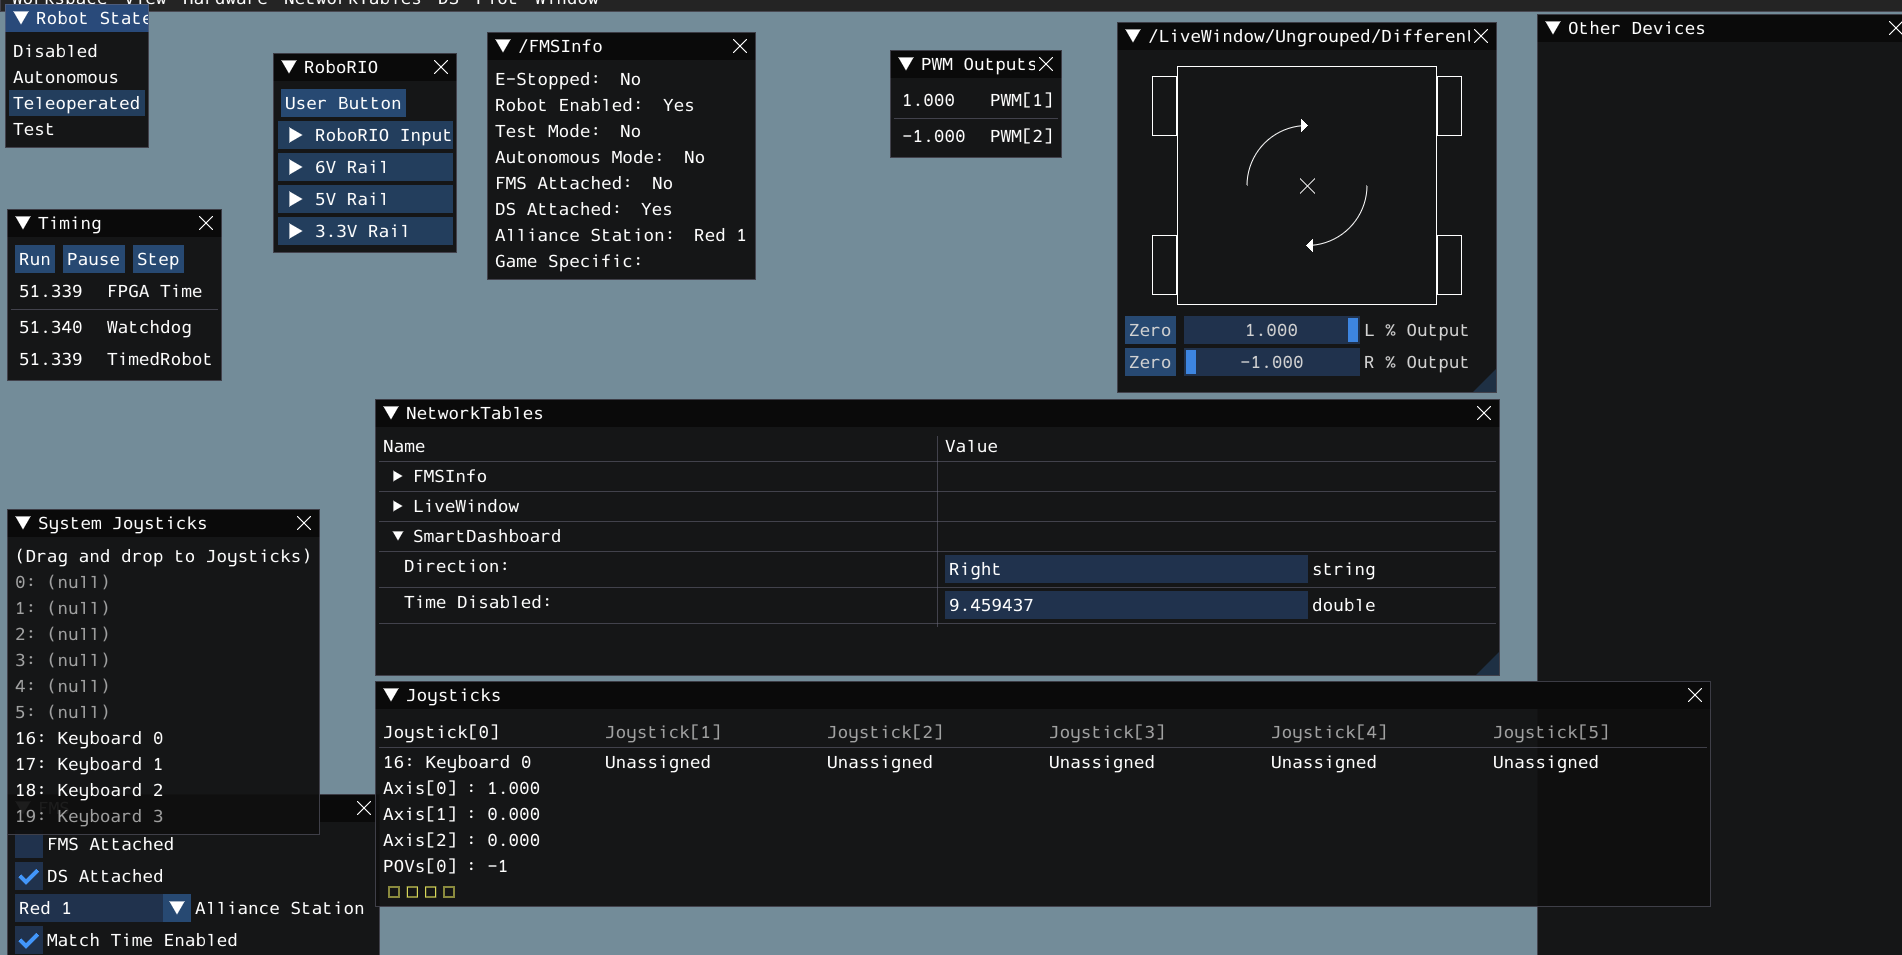 Workspace View Hardware NetworkTables DS Plot Window
Robot State
Disabled
Autonomous
Teleoperated
Test
Timing
Run Pause Step
51.339 FPGA Time
51.340 Watchdog
51.339 TimedRobot
RoboRIO
User Button
RoboRIO Input
6V Rail
5V Rail
3.3V Rail
/FMSInfo
E-Stopped: No
Robot Enabled: Yes
Test Mode: No
Autonomous Mode: No
FMS Attached: No
DS Attached: Yes
Alliance Station: Red 1
Game Specific:
PWM Outputs
1.000 PWM[1]
-1.000 PWM[2]
/LiveWindow/Ungrouped/Differen
Zero 1.000 L % Output
Zero -1.000 R % Output
Other Devices
NetworkTables
Name Value
FMSInfo
LiveWindow
SmartDashboard
Direction: Right string
Time Disabled: 9.459437 double
System Joysticks
(Drag and drop to Joysticks)
0: (null)
1: (null)
2: (null)
3: (null)
4: (null)
5: (null)
16: Keyboard 0
17: Keyboard 1
18: Keyboard 2
19: Keyboard 3
FMS
FMS Attached
DS Attached
Red 1 Alliance Station
Match Time Enabled
Joysticks
Joystick[0] Joystick[1] Joystick[2] Joystick[3] Joystick[4] Joystick[5]
16: Keyboard 0 Unassigned Unassigned Unassigned Unassigned Unassigned
Axis[0] : 1.000
Axis[1] : 0.000
Axis[2] : 0.000
POVs[0] : -1